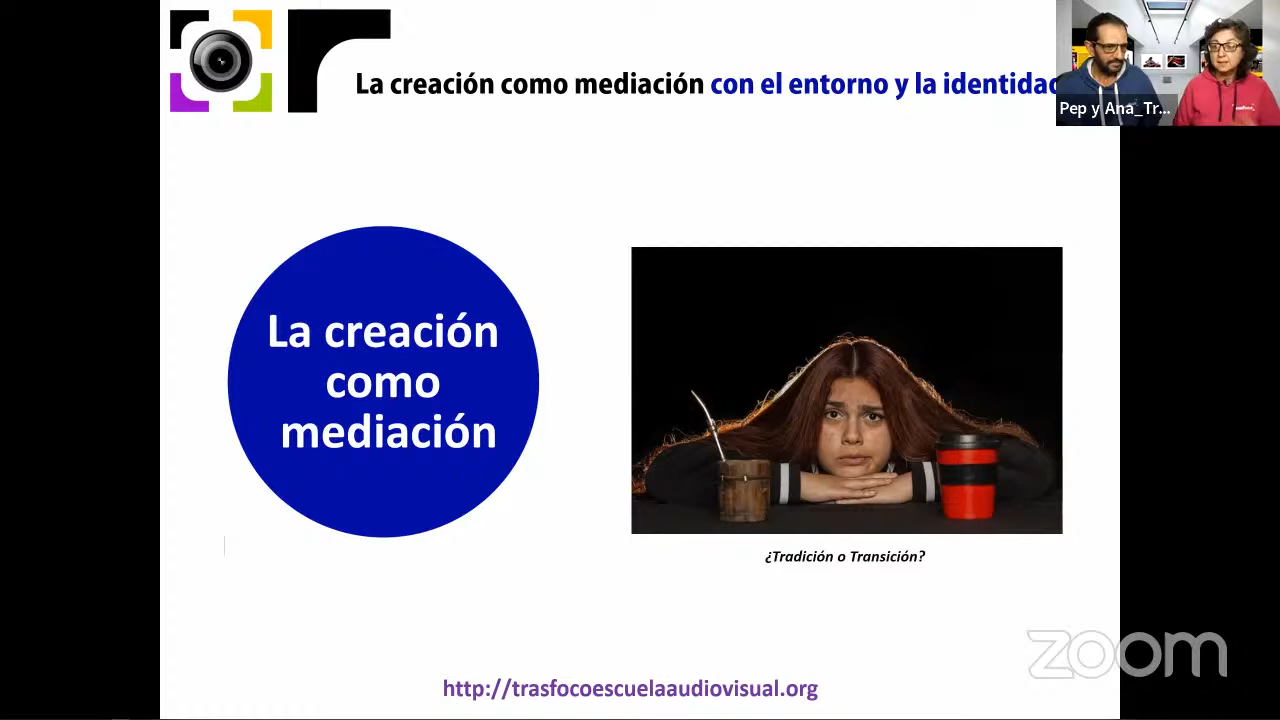 La creación como mediación con el entorno y la identidad
Pep y Ana_Tr...
La creación
como
mediación
¿Tradición o Transición?
zoom
http://trasfocoescuelaaudiovisual.org